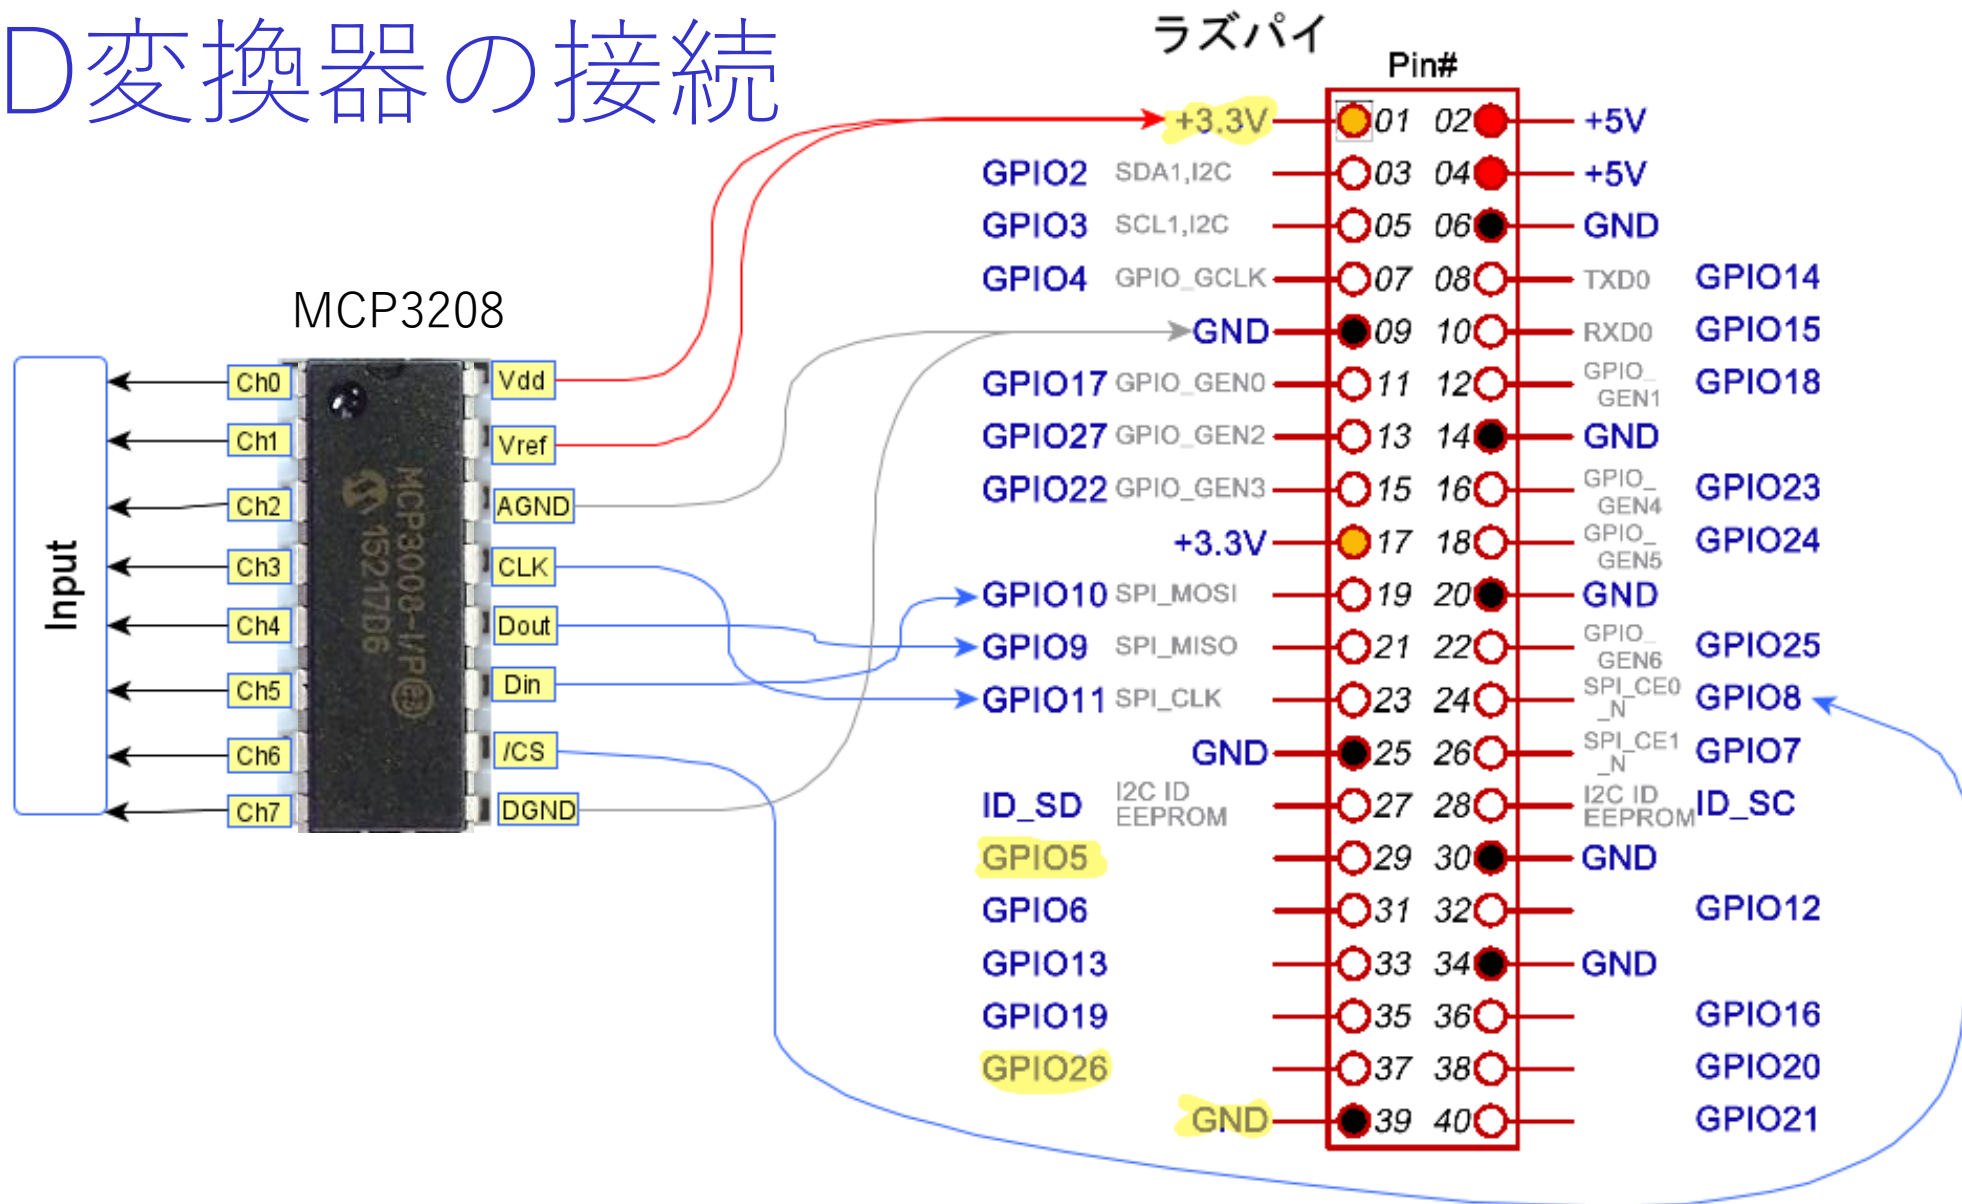 D変換器の接続
ラズパイ
Pin#
MCP3208
Input
Ch0
Ch1
Ch2
Ch3
Ch4
Ch5
Ch6
Ch7
MCP3008-I/P e3
15217D6
Vdd
Vref
AGND
CLK
Dout
Din
/CS
DGND
+3.3V 01 02 +5V
GPIO2 SDA1,I2C 03 04 +5V
GPIO3 SCL1,I2C 05 06 GND
GPIO4 GPIO_GCLK 07 08 TXD0 GPIO14
GND 09 10 RXD0 GPIO15
GPIO17 GPIO_GEN0 11 12 GPIO_GEN1 GPIO18
GPIO27 GPIO_GEN2 13 14 GND
GPIO22 GPIO_GEN3 15 16 GPIO_GEN4 GPIO23
+3.3V 17 18 GPIO_GEN5 GPIO24
GPIO10 SPI_MOSI 19 20 GND
GPIO9 SPI_MISO 21 22 GPIO_GEN6 GPIO25
GPIO11 SPI_CLK 23 24 SPI_CE0_N GPIO8
GND 25 26 SPI_CE1_N GPIO7
ID_SD I2C ID EEPROM 27 28 I2C ID EEPROM ID_SC
GPIO5 29 30 GND
GPIO6 31 32 GPIO12
GPIO13 33 34 GND
GPIO19 35 36 GPIO16
GPIO26 37 38 GPIO20
GND 39 40 GPIO21